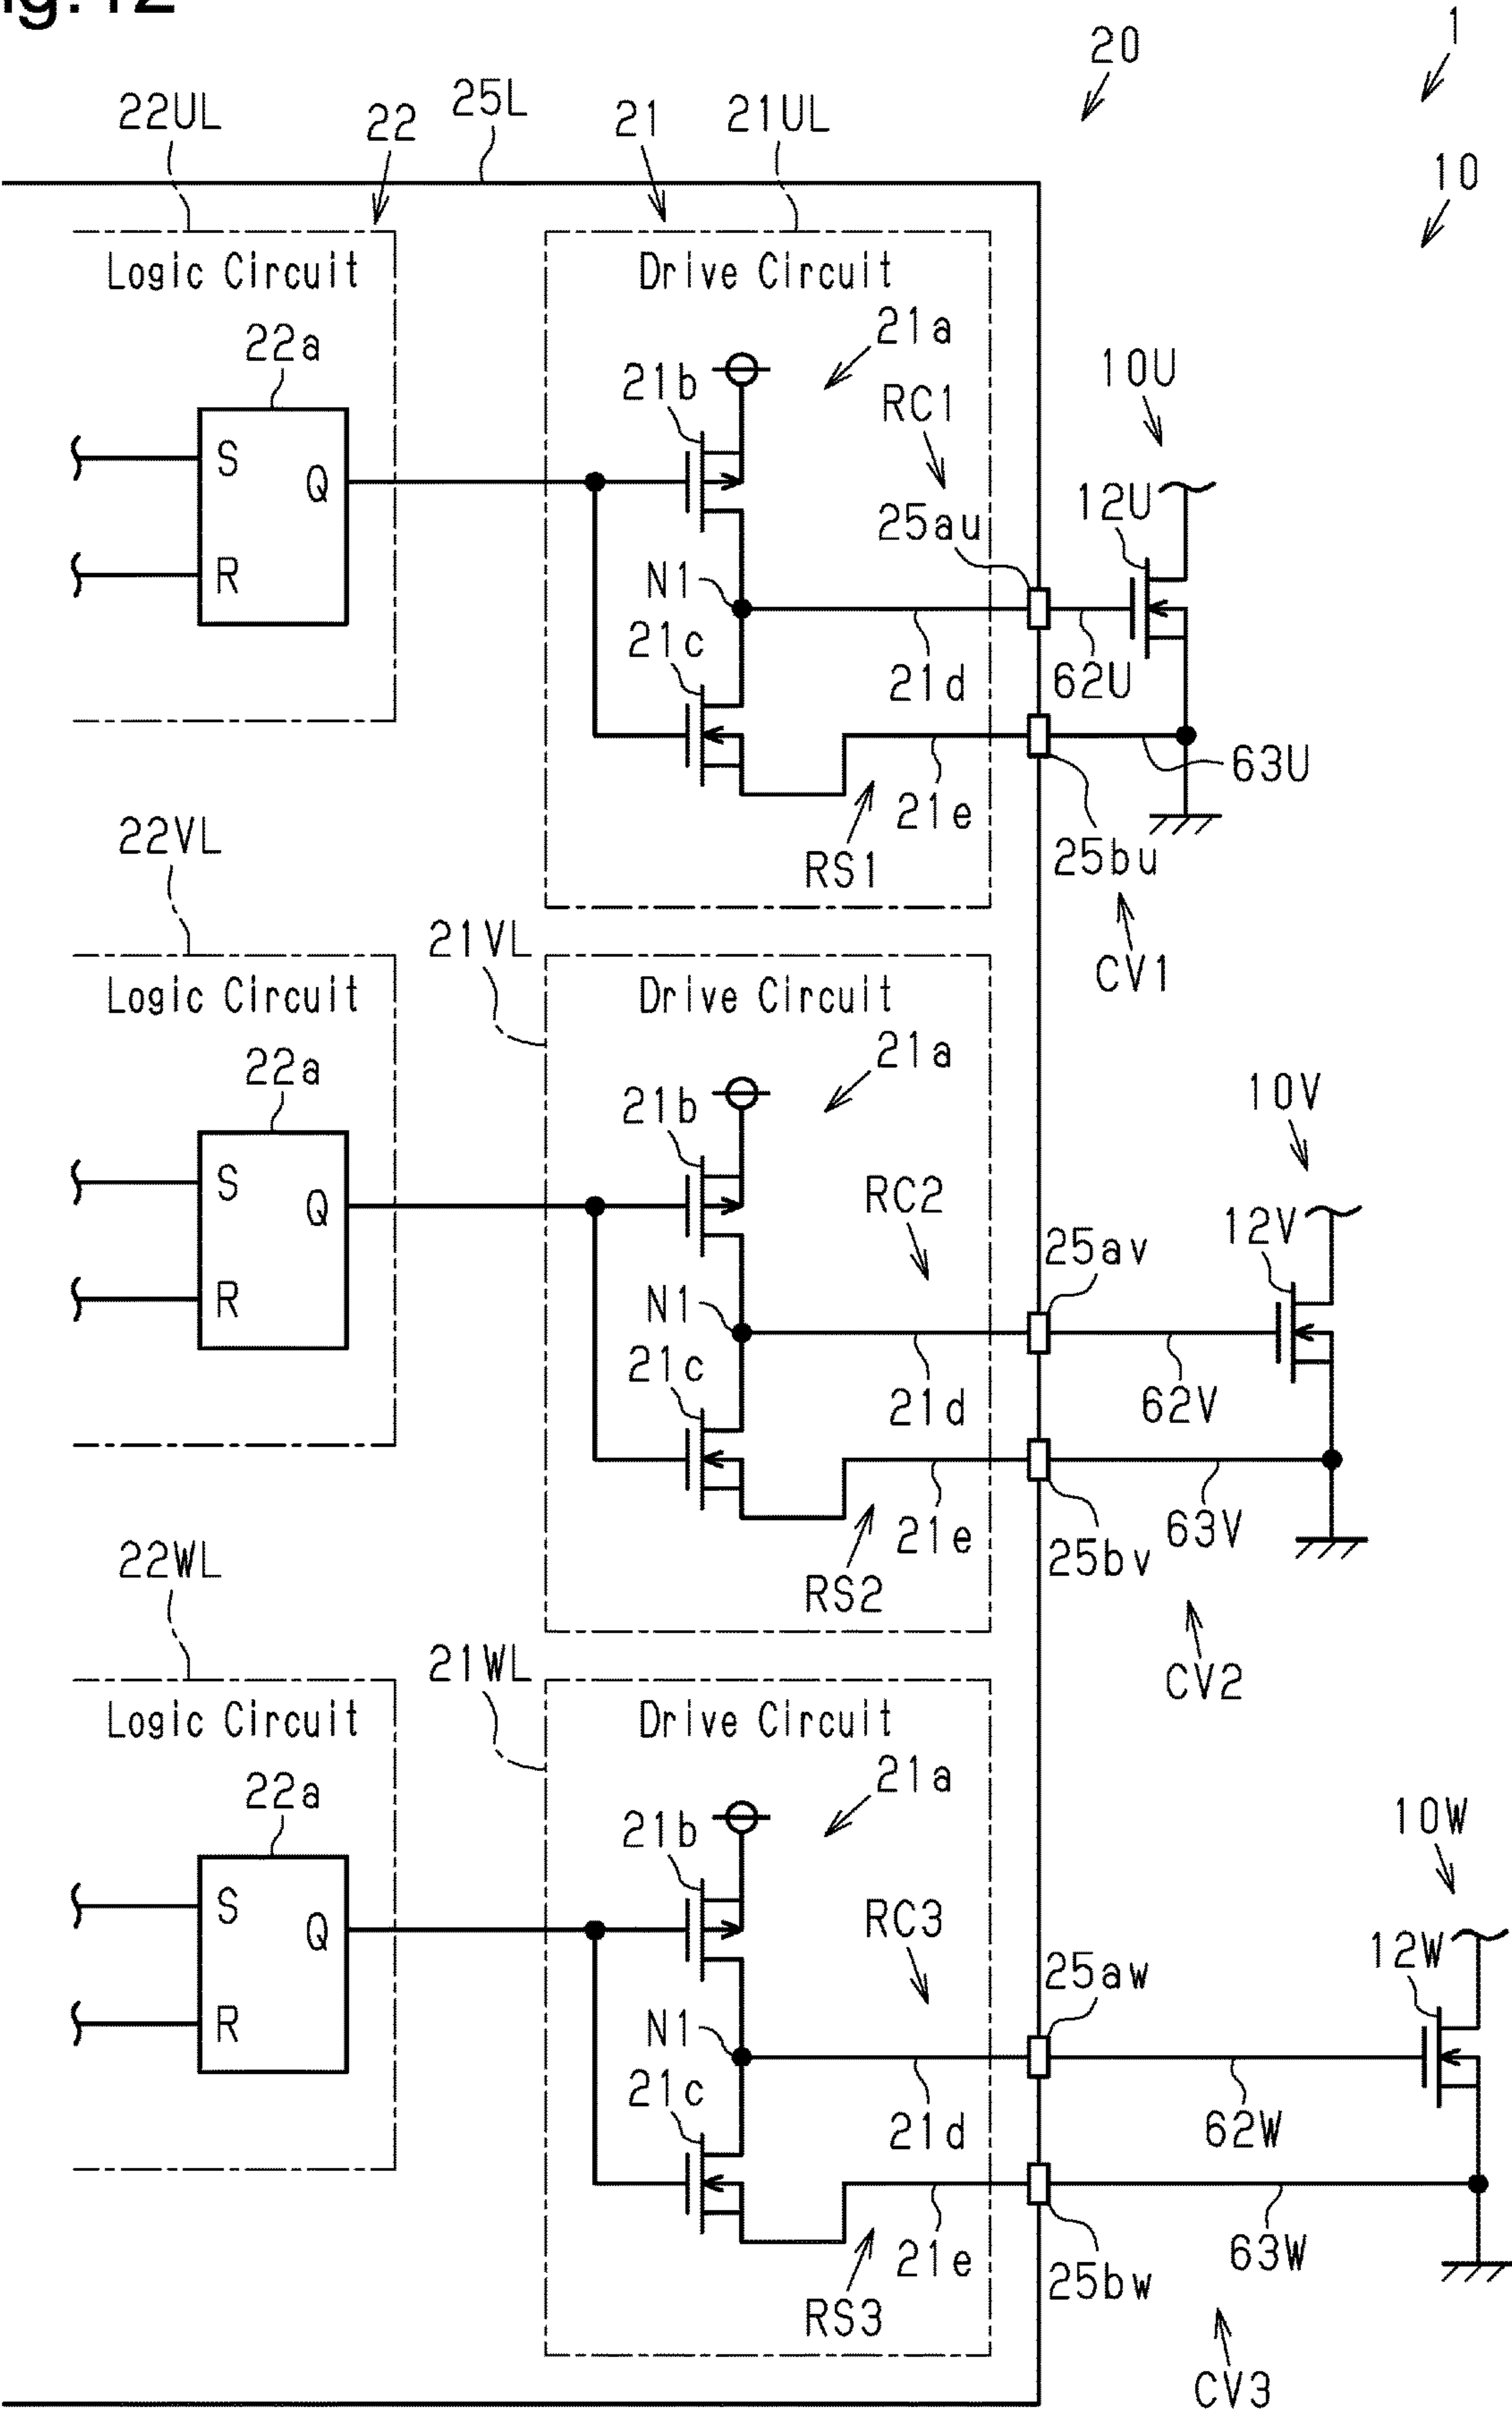 20
1
22UL
22
25L
21
21UL
10
Logic Circuit
Drive Circuit
22a
21b
21a
RC1
10U
S
Q
R
25au
12U
N1
21c
21d
62U
63U
21e
RS1
25bu
CV1
22VL
21VL
Logic Circuit
Drive Circuit
22a
21b
21a
10V
S
Q
R
RC2
25av
12V
N1
21c
21d
62V
21e
63V
25bv
RS2
CV2
22WL
21WL
Logic Circuit
Drive Circuit
22a
21b
21a
10W
S
Q
R
RC3
25aw
12W
N1
21c
21d
62W
21e
63W
25bw
RS3
CV3